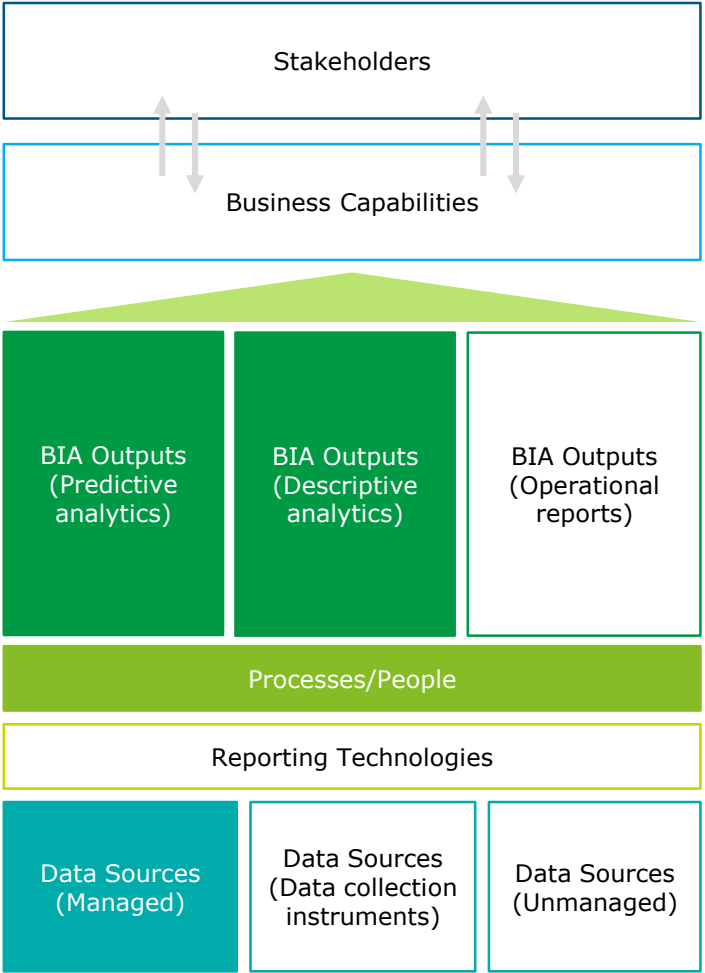 Stakeholders
Business Capabilities
BIA Outputs
(Predictive
analytics)
BIA Outputs
(Descriptive
analytics)
BIA Outputs
(Operational
reports)
Processes/People
Reporting Technologies
Data Sources
(Managed)
Data Sources
(Data collection
instruments)
Data Sources
(Unmanaged)